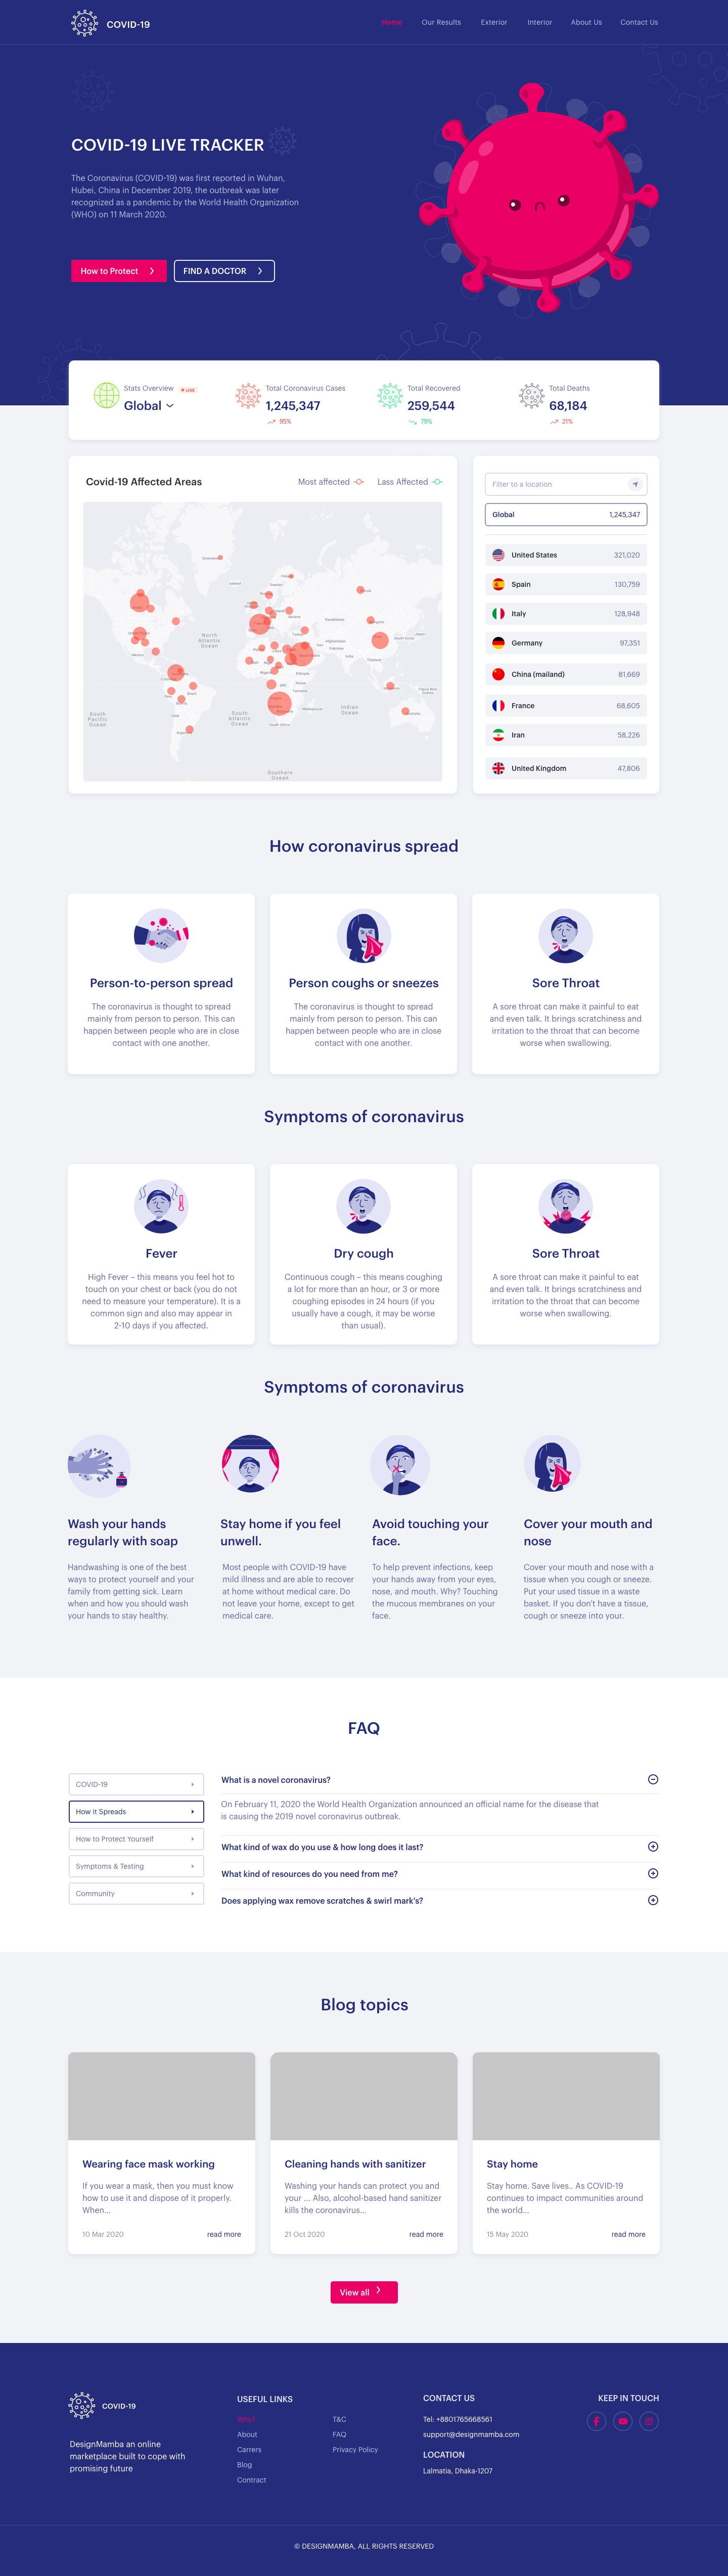 COVID-19
Home Our Results Exterior Interior About Us Contact Us
COVID-19 LIVE TRACKER
The Coronavirus (COVID-19) was first reported in Wuhan,
Hubei, China in December 2019, the outbreak was later
recognized as a pandemic by the World Health Organization
(WHO) on 11 March 2020.
How to Protect
FIND A DOCTOR
Stats Overview LIVE
Global
Total Coronavirus Cases
1,245,347
95%
Total Recovered
259,544
79%
Total Deaths
68,184
21%
Covid-19 Affected Areas
Most affected
Lass Affected
Iceland
Sweden
North
Atlantic
Ocean
Turkey
Kazakhstan
Mongolia
Afghanistan
Pakistan
Iran
India
Thailand
South Korea
Japan
Mexico
Algeria
Nigeria
Ethiopia
Kenya
Tanzania
Madagascar
South Africa
Brazil
Peru
Papua New
Guinea
South
Pacific
Ocean
South
Atlantic
Ocean
Indian
Ocean
Southern
Ocean
Filter to a location
Global 1,245,347
United States 321,020
Spain 130,759
Italy 128,948
Germany 97,351
China (mailand) 81,669
France 68,605
Iran 58,226
United Kingdom 47,806
How coronavirus spread
Person-to-person spread
The coronavirus is thought to spread
mainly from person to person. This can
happen between people who are in close
contact with one another.
Person coughs or sneezes
The coronavirus is thought to spread
mainly from person to person. This can
happen between people who are in close
contact with one another.
Sore Throat
A sore throat can make it painful to eat
and even talk. It brings scratchiness and
irritation to the throat that can become
worse when swallowing.
Symptoms of coronavirus
Fever
High Fever – this means you feel hot to
touch on your chest or back (you do not
need to measure your temperature). It is a
common sign and also may appear in
2-10 days if you affected.
Dry cough
Continuous cough – this means coughing
a lot for more than an hour, or 3 or more
coughing episodes in 24 hours (if you
usually have a cough, it may be worse
than usual).
Sore Throat
A sore throat can make it painful to eat
and even talk. It brings scratchiness and
irritation to the throat that can become
worse when swallowing.
Symptoms of coronavirus
Wash your hands
regularly with soap
Handwashing is one of the best
ways to protect yourself and your
family from getting sick. Learn
when and how you should wash
your hands to stay healthy.
Stay home if you feel
unwell.
Most people with COVID-19 have
mild illness and are able to recover
at home without medical care. Do
not leave your home, except to get
medical care.
Avoid touching your
face.
To help prevent infections, keep
your hands away from your eyes,
nose, and mouth. Why? Touching
the mucous membranes on your
face.
Cover your mouth and
nose
Cover your mouth and nose with a
tissue when you cough or sneeze.
Put your used tissue in a waste
basket. If you don't have a tissue,
cough or sneeze into your.
FAQ
COVID-19
How it Spreads
How to Protect Yourself
Symptoms & Testing
Community
What is a novel coronavirus?
On February 11, 2020 the World Health Organization announced an official name for the disease that
is causing the 2019 novel coronavirus outbreak.
What kind of wax do you use & how long does it last?
What kind of resources do you need from me?
Does applying wax remove scratches & swirl mark's?
Blog topics
Wearing face mask working
If you wear a mask, then you must know
how to use it and dispose of it properly.
When...
10 Mar 2020 read more
Cleaning hands with sanitizer
Washing your hands can protect you and
your ... Also, alcohol-based hand sanitizer
kills the coronavirus...
21 Oct 2020 read more
Stay home
Stay home. Save lives.. As COVID-19
continues to impact communities around
the world...
15 May 2020 read more
View all
COVID-19
DesignMamba an online
marketplace built to cope with
promising future
USEFUL LINKS
Why?
About
Carrers
Blog
Contract
T&C
FAQ
Privacy Policy
CONTACT US
Tel: +8801765668561
support@designmamba.com
LOCATION
Lalmatia, Dhaka-1207
KEEP IN TOUCH
© DESIGNMAMBA, ALL RIGHTS RESERVED